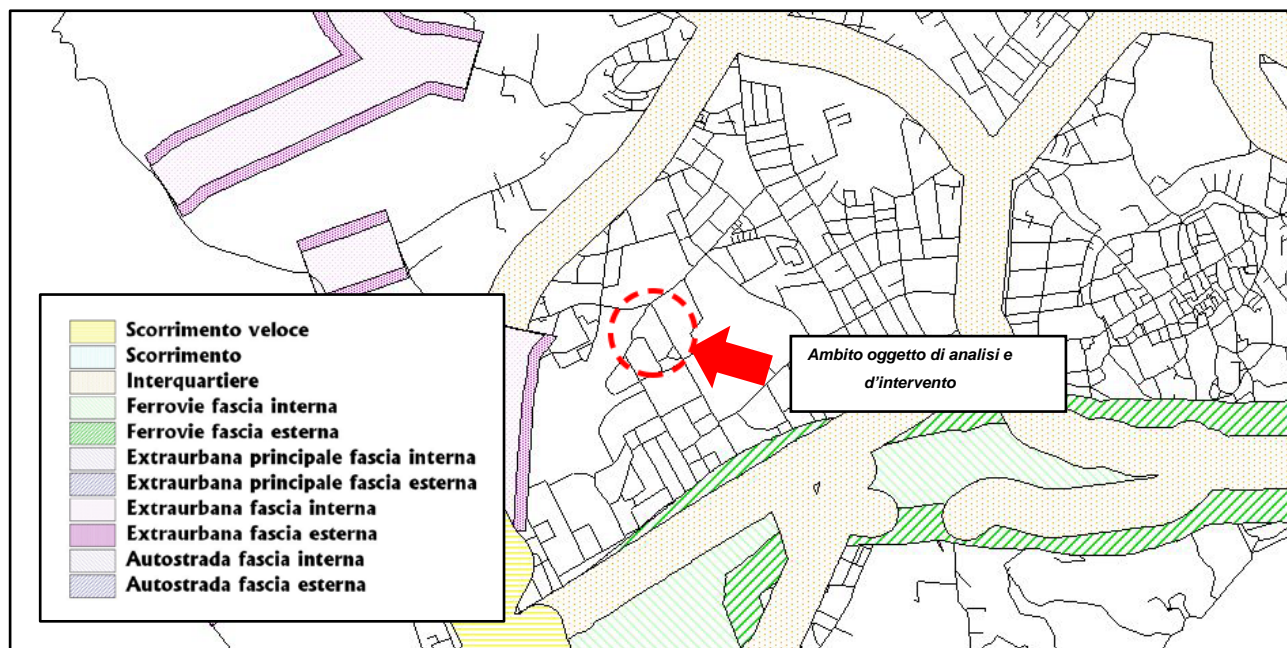 Scorrimento veloce
Scorrimento
Interquartiere
Ferrovie fascia interna
Ferrovie fascia esterna
Extraurbana principale fascia interna
Extraurbana principale fascia esterna
Extraurbana fascia interna
Extraurbana fascia esterna
Autostrada fascia interna
Autostrada fascia esterna
Ambito oggetto di analisi e
d’intervento